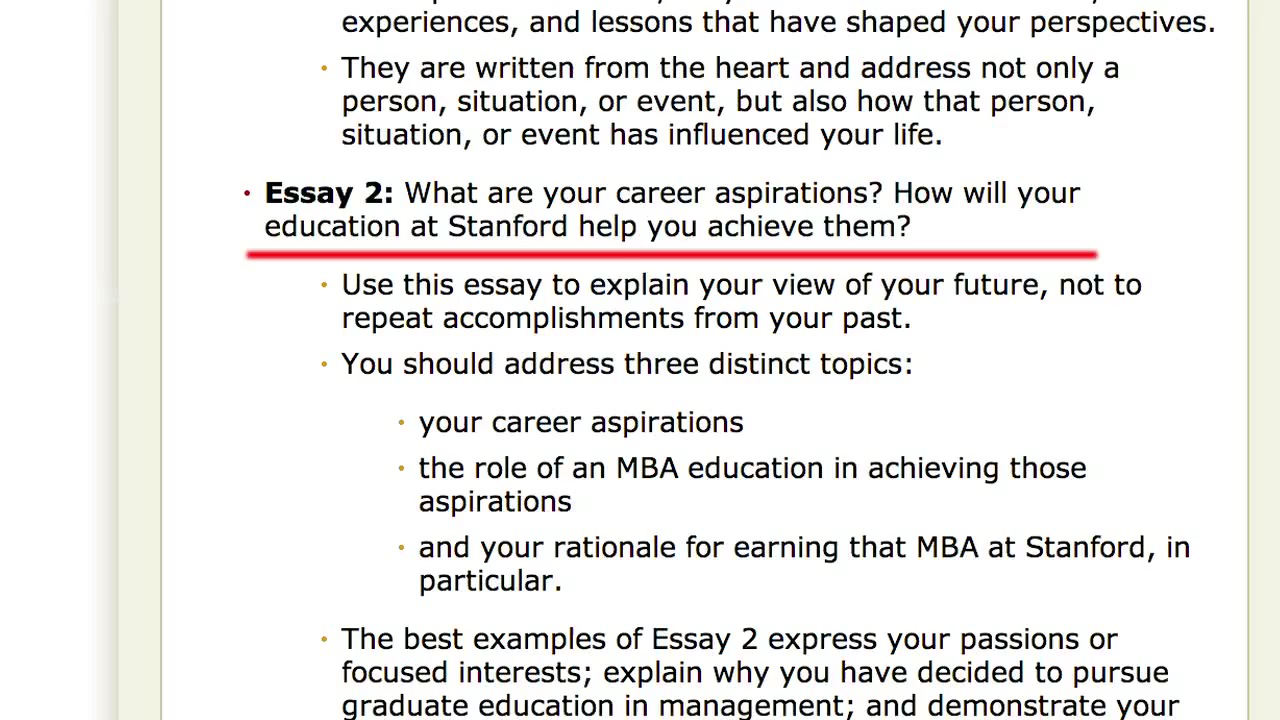 experiences, and lessons that have shaped your perspectives.
• They are written from the heart and address not only a
person, situation, or event, but also how that person,
situation, or event has influenced your life.
• Essay 2: What are your career aspirations? How will your
education at Stanford help you achieve them?
• Use this essay to explain your view of your future, not to
repeat accomplishments from your past.
• You should address three distinct topics:
• your career aspirations
• the role of an MBA education in achieving those
aspirations
• and your rationale for earning that MBA at Stanford, in
particular.
• The best examples of Essay 2 express your passions or
focused interests; explain why you have decided to pursue
graduate education in management; and demonstrate your